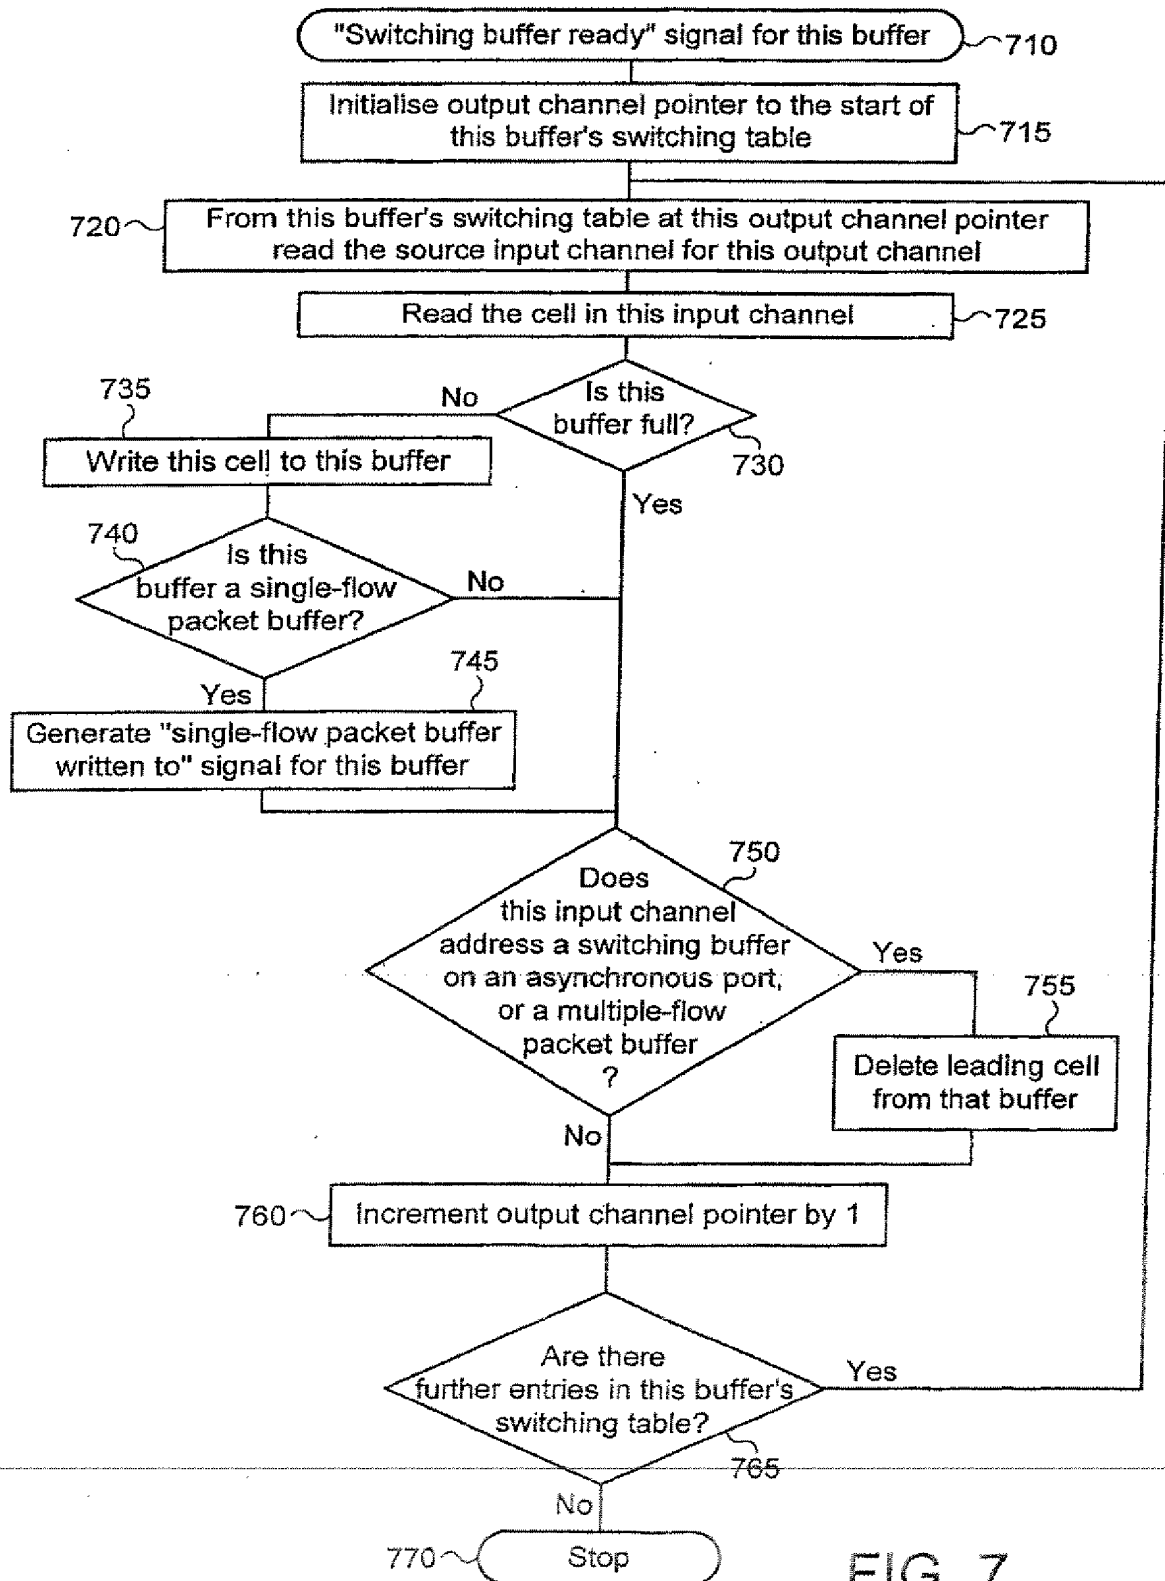 "Switching buffer ready" signal for this buffer
710
Initialise output channel pointer to the start of
this buffer's switching table
715
720
From this buffer's switching table at this output channel pointer
read the source input channel for this output channel
Read the cell in this input channel
725
Is this
buffer full?
730
No
Yes
735
Write this cell to this buffer
740
Is this
buffer a single-flow
packet buffer?
No
Yes
745
Generate "single-flow packet buffer
written to" signal for this buffer
750
Does
this input channel
address a switching buffer
on an asynchronous port,
or a multiple-flow
packet buffer
?
Yes
No
755
Delete leading cell
from that buffer
760
Increment output channel pointer by 1
Are there
further entries in this buffer's
switching table?
Yes
765
No
770
Stop
FIG. 7